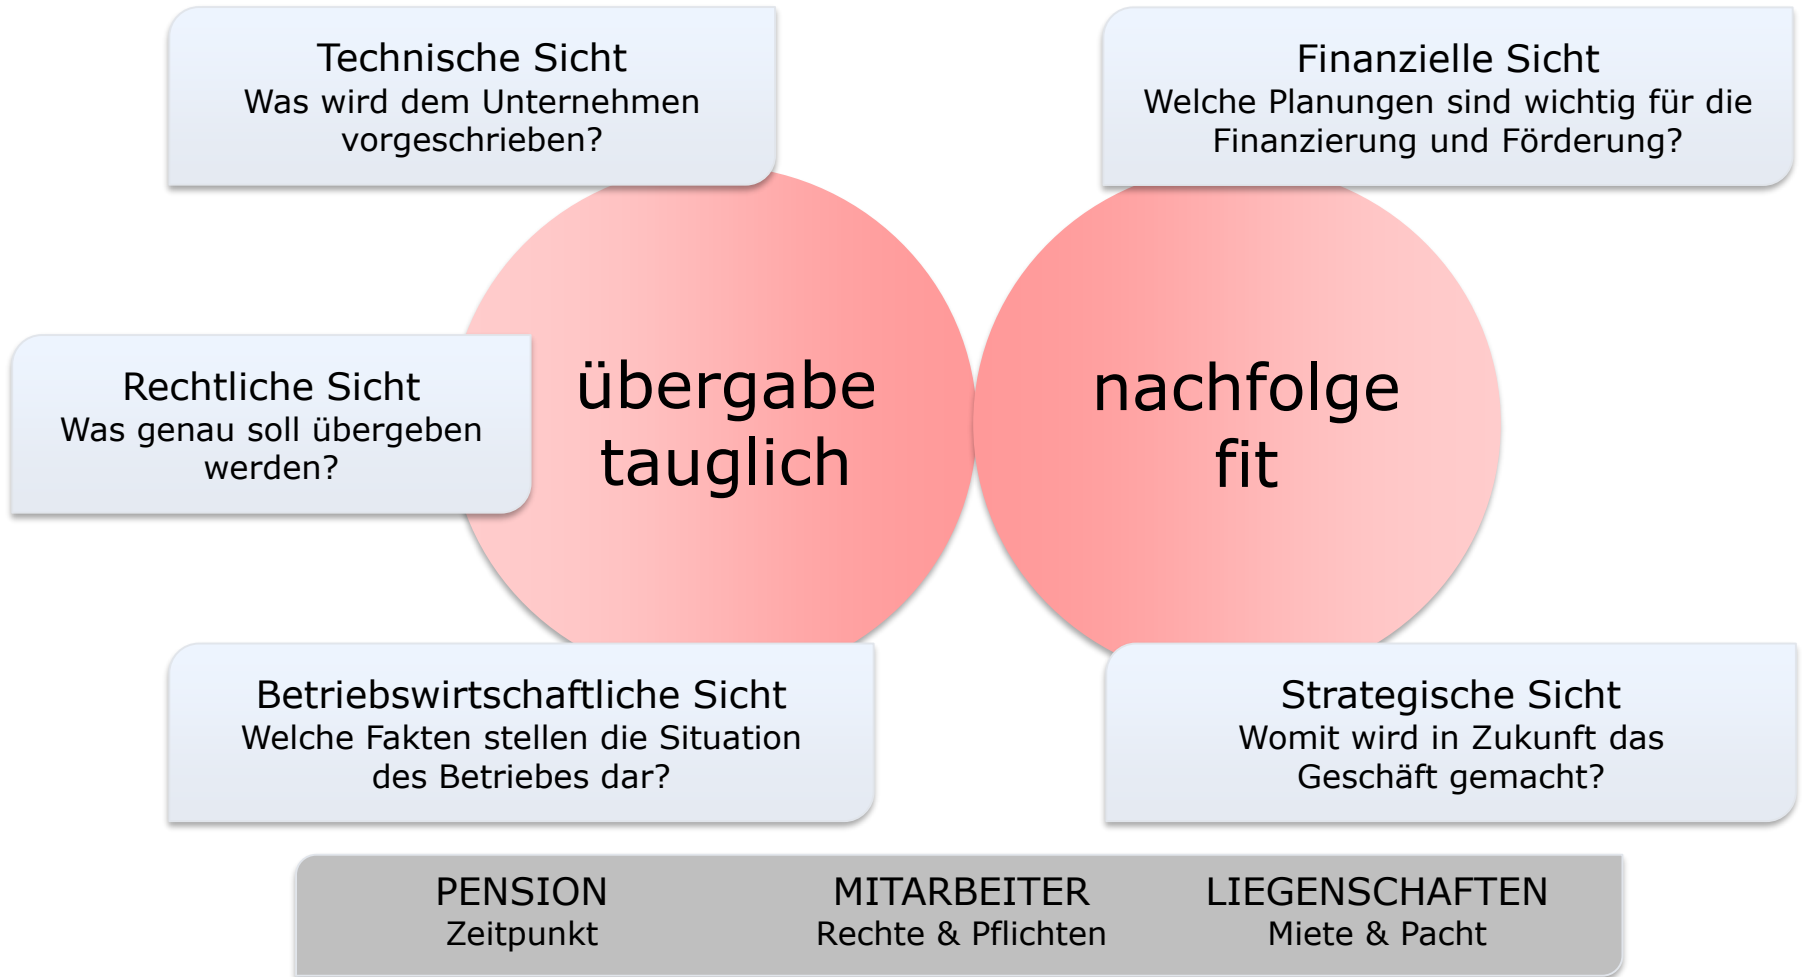 Technische Sicht
Was wird dem Unternehmen
vorgeschrieben?
Finanzielle Sicht
Welche Planungen sind wichtig für die
Finanzierung und Förderung?
Rechtliche Sicht
Was genau soll übergeben
werden?
übergabe
tauglich
nachfolge
fit
Betriebswirtschaftliche Sicht
Welche Fakten stellen die Situation
des Betriebes dar?
Strategische Sicht
Womit wird in Zukunft das
Geschäft gemacht?
PENSION
Zeitpunkt
MITARBEITER
Rechte & Pflichten
LIEGENSCHAFTEN
Miete & Pacht